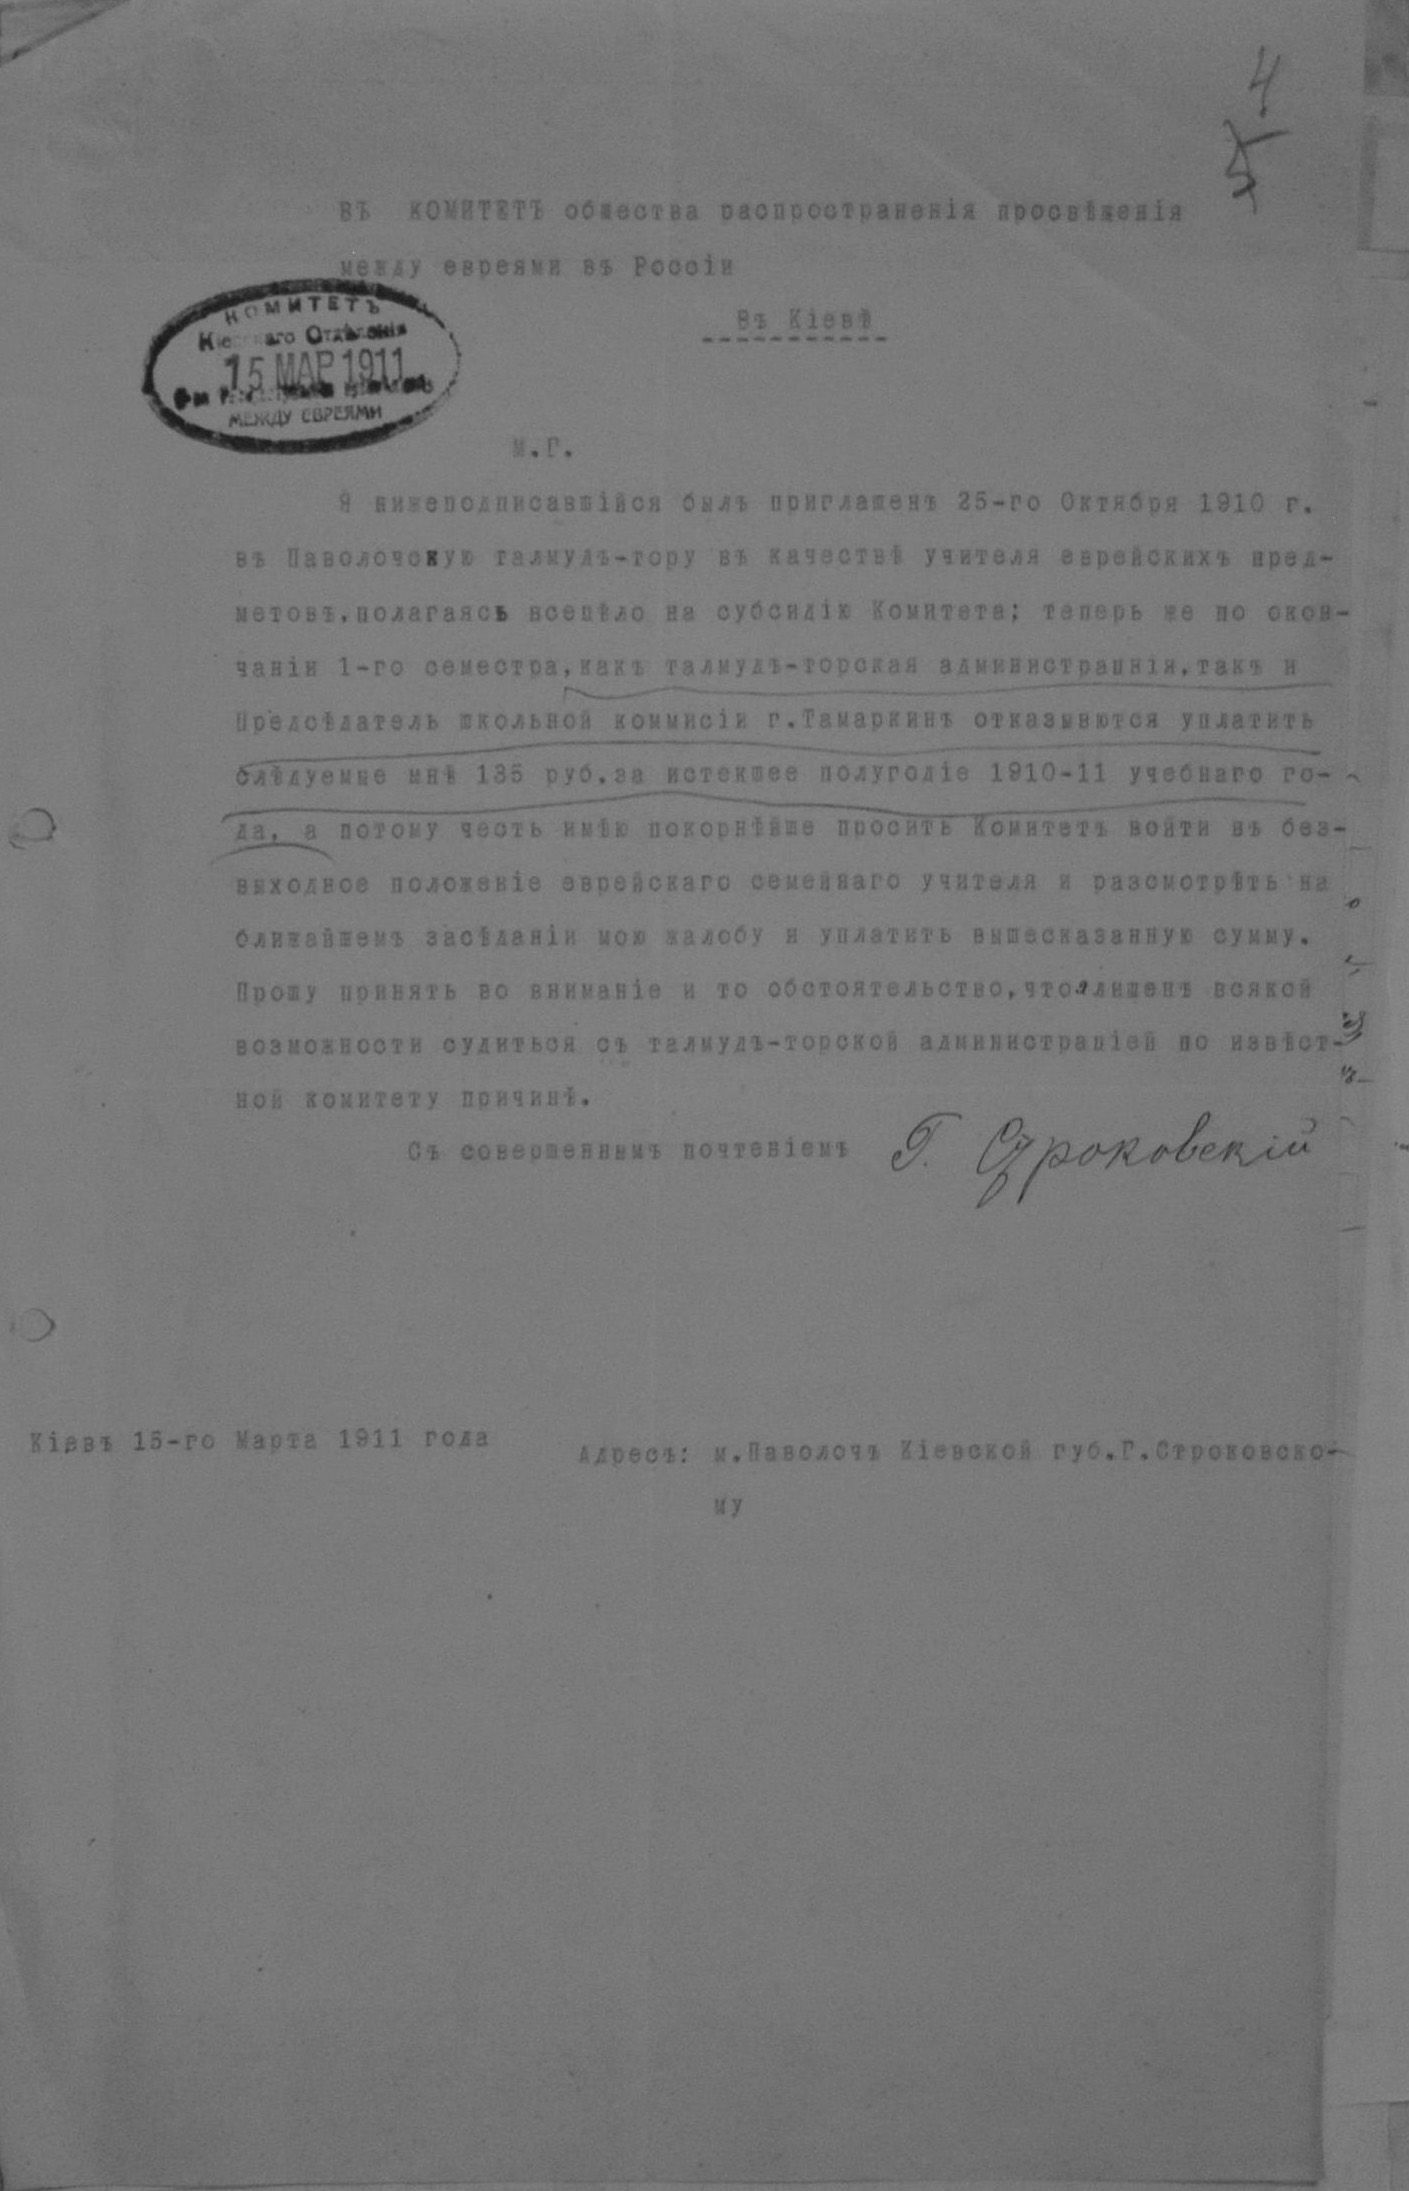 4
5
ВЪ КОМИТЕТЪ общества распространенія просвѣщенія
между евреями въ Россіи
Въ Кіевѣ
КОМИТЕТЪ
Кіевскаго Отдѣленія
15 МАР 1911
МЕЖДУ ЕВРЕЯМИ
М.Г.
Я нижеподписавшійся былъ приглашенъ 25-го Октября 1910 г.
въ Паволочскую талмудъ-тору въ качествѣ учителя еврейскихъ пред-
метовъ,полагаясь всецѣло на субсидію Комитета; теперь же по окон-
чаніи 1-го семестра,какъ талмудъ-торская администрацнія,такъ и
Предсѣдатель школьной коммисіи г.Тамаркинъ отказываются уплатить
слѣдуемые мнѣ 135 руб.за истекшее полугодіе 1910-11 учебнаго го-
да, а потому честь имѣю покорнѣйше просить Комитетъ войти въ без-
выходное положеніе еврейскаго семейнаго учителя и разсмотрѣть на
ближайшемъ засѣданіи мою жалобу и уплатить вышесказанную сумму.
Прошу принять во вниманіе и то обстоятельство,что я лишенъ всякой
возможности судиться съ талмудъ-торской администраціей по извѣст-
ной комитету причинѣ.
Съ совершеннымъ почтеніемъ Г. Строковскій
Кіевъ 15-го Марта 1911 года
Адресъ: м.Паволочъ Кіевской губ.Г.Строковско-
му